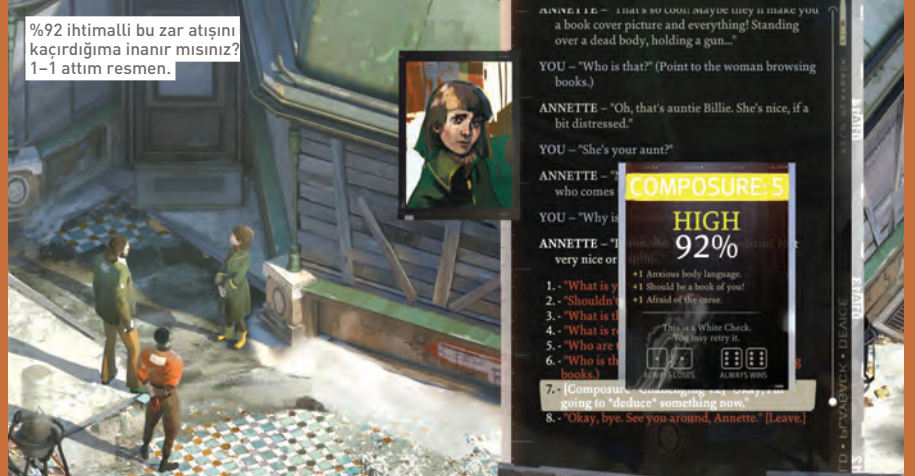 %92 ihtimalli bu zar atışını
kaçırdığıma inanır mısınız?
1–1 attım resmen.
ANNETTE – "That's so cool! Maybe they'll make you
a book cover picture and everything! Standing
over a dead body, holding a gun..."
YOU – "Who is that?" (Point to the woman browsing
books.)
ANNETTE – "Oh, that's auntie Billie. She's nice, if a
bit distressed."
YOU – "She's your aunt?"
ANNETTE –
who comes
YOU – "Why is
ANNETTE –
very nice or
1. - "What is
2. - "Shouldn't
3. - "What is
4. - "What is
5. - "Who are
6. - "Who is
books.)
7. - [Composure - Challenging 12] "Okay, I'm
going to *deduce* something now."
8. - "Okay, bye. See you around, Annette." [Leave.]
COMPOSURE: 5
HIGH
92%
+1 Anxious body language.
+1 Should be a book of you!
+1 Afraid of the curse.
This is a White Check.
You may retry it.
ALWAYS LOSES ALWAYS WINS
PLAYBACK • DEVICE